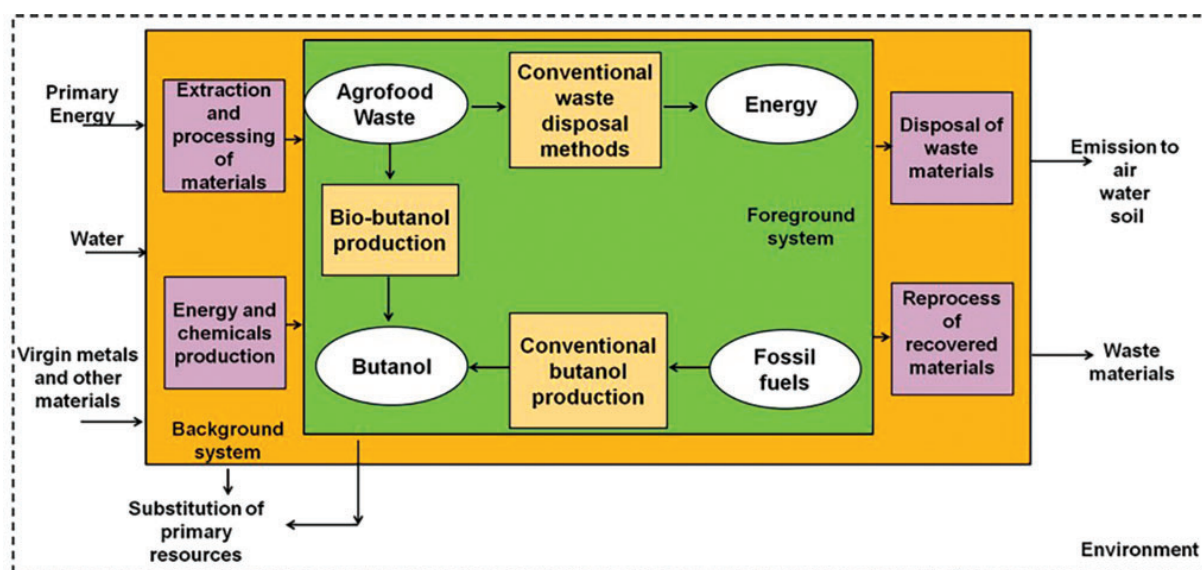 Primary
Energy
Water
Virgin metals
and other
materials
Extraction
and
processing
of
materials
Energy and
chemicals
production
Background
system
Substitution of
primary
resources
Agrofood
Waste
Conventional
waste
disposal
methods
Energy
Bio-butanol
production
Foreground
system
Butanol
Conventional
butanol
production
Fossil
fuels
Disposal of
waste
materials
Reprocess
of
recovered
materials
Emission to
air
water
soil
Waste
materials
Environment